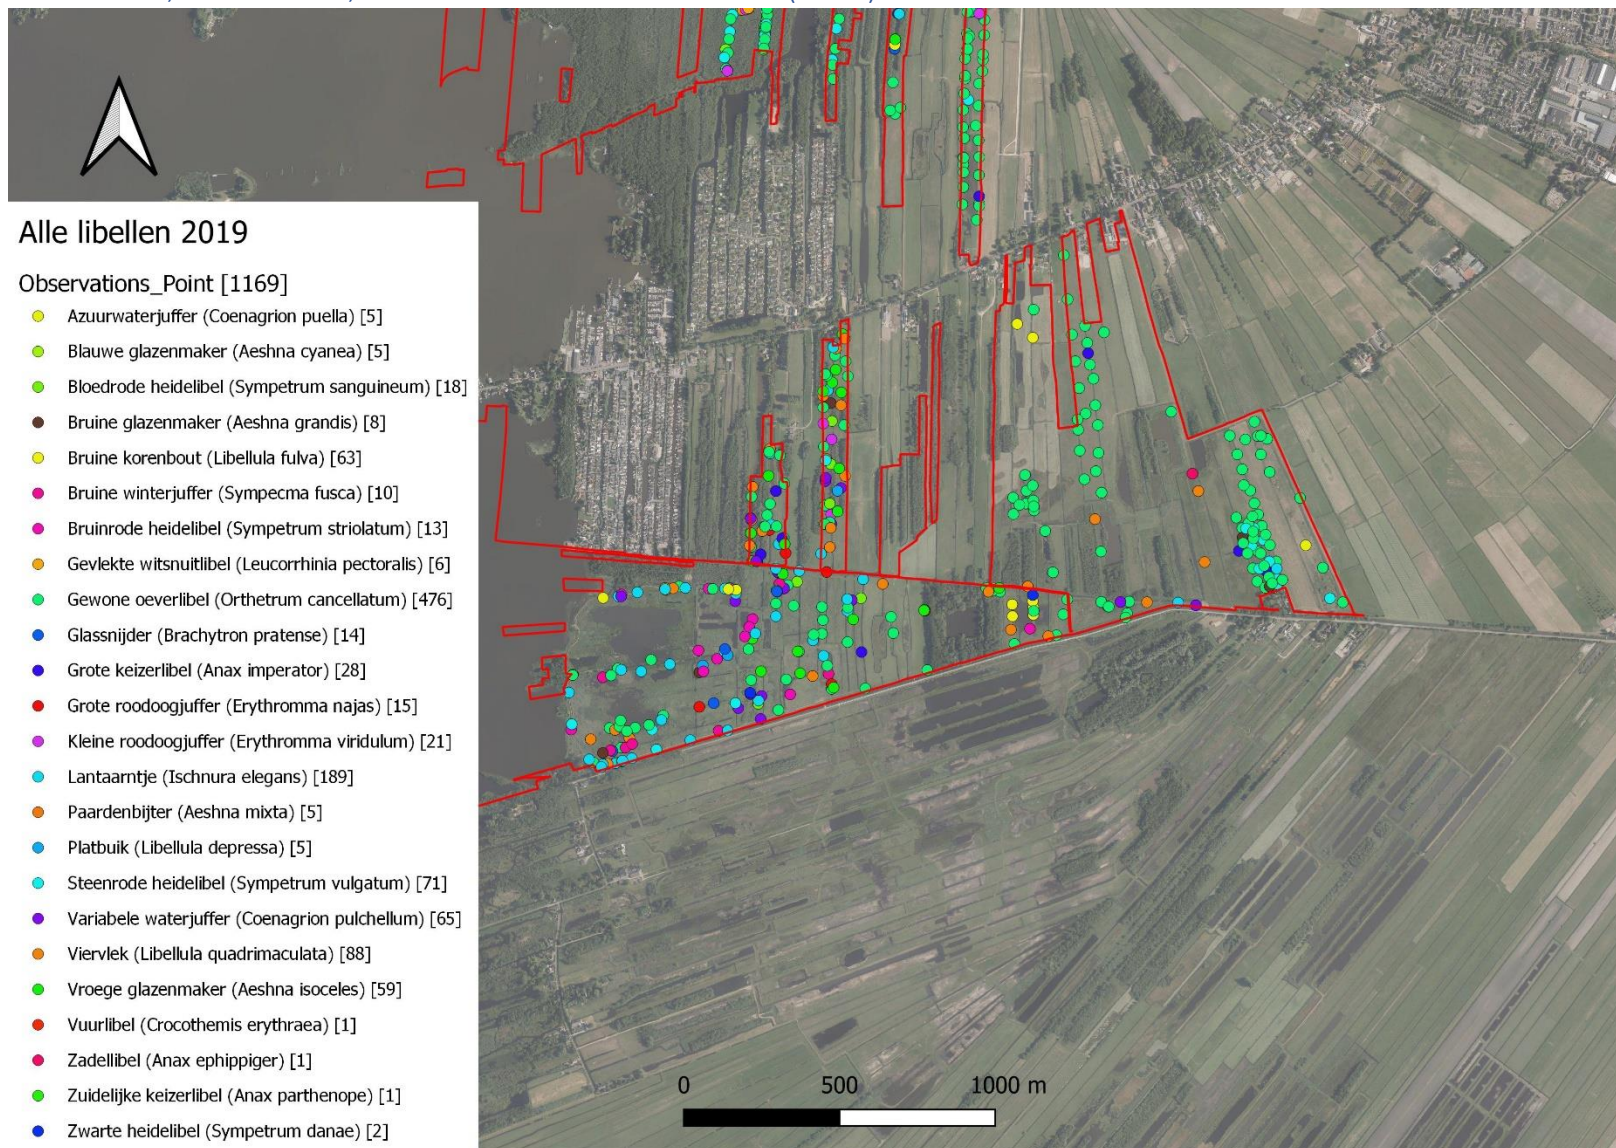 Alle libellen 2019
Observations_Point [1169]
Azuurwaterjuffer (Coenagrion puella) [5]
Blauwe glazenmaker (Aeshna cyanea) [5]
Bloedrode heidelibel (Sympetrum sanguineum) [18]
Bruine glazenmaker (Aeshna grandis) [8]
Bruine korenbout (Libellula fulva) [63]
Bruine winterjuffer (Sympecma fusca) [10]
Bruinrode heidelibel (Sympetrum striolatum) [13]
Gevlekte witsnuitlibel (Leucorrhinia pectoralis) [6]
Gewone oeverlibel (Orthetrum cancellatum) [476]
Glassnijder (Brachytron pratense) [14]
Grote keizerlibel (Anax imperator) [28]
Grote roodoogjuffer (Erythromma najas) [15]
Kleine roodoogjuffer (Erythromma viridulum) [21]
Lantaarntje (Ischnura elegans) [189]
Paardenbijter (Aeshna mixta) [5]
Platbuik (Libellula depressa) [5]
Steenrode heidelibel (Sympetrum vulgatum) [71]
Variabele waterjuffer (Coenagrion pulchellum) [65]
Viervlek (Libellula quadrimaculata) [88]
Vroege glazenmaker (Aeshna isoceles) [59]
Vuurlibel (Crocothemis erythraea) [1]
Zadellibel (Anax ephippiger) [1]
Zuidelijke keizerlibel (Anax parthenope) [1]
Zwarte heidelibel (Sympetrum danae) [2]
0 500 1000 m